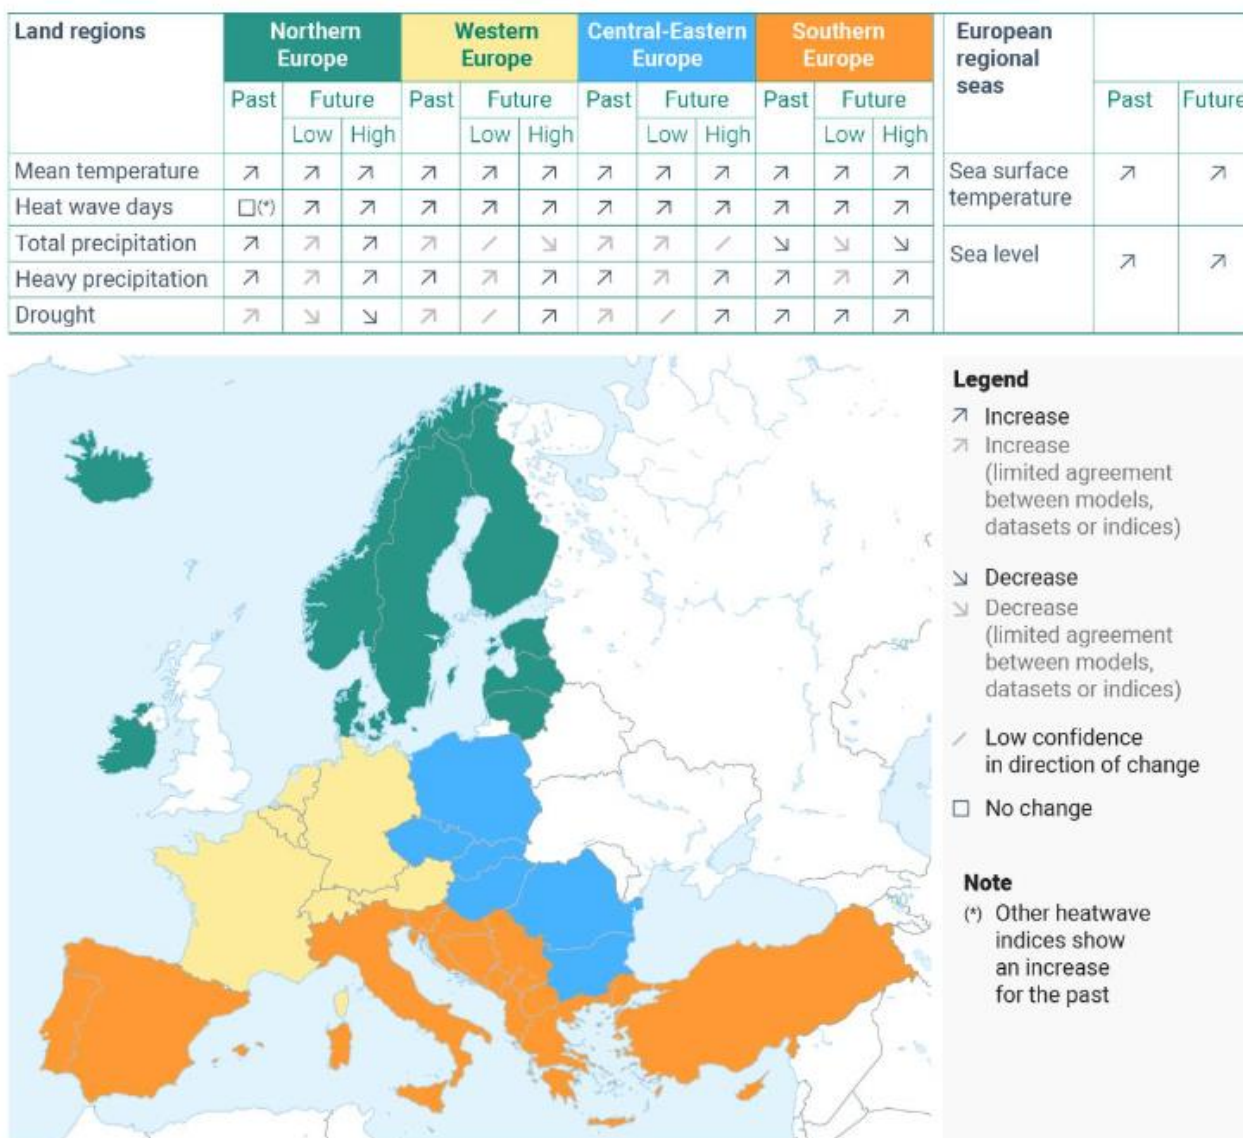 Land regions
Northern Europe
Western Europe
Central-Eastern Europe
Southern Europe
European regional seas
Past Future Past Future Past Future Past Future Past Future
Low High Low High Low High Low High
Mean temperature ↗ ↗ ↗ ↗ ↗ ↗ ↗ ↗ ↗ ↗ ↗ ↗
Sea surface temperature ↗ ↗
Heat wave days □(*) ↗ ↗ ↗ ↗ ↗ ↗ ↗ ↗ ↗ ↗ ↗
Total precipitation ↗ ↗ ↗ ↗ / ↘ ↗ ↗ / ↘ ↘ ↘
Sea level ↗ ↗
Heavy precipitation ↗ ↗ ↗ ↗ ↗ ↗ ↗ ↗ ↗ ↗ ↗ ↗
Drought ↗ ↘ ↘ ↗ / ↗ ↗ / ↗ ↗ ↗ ↗
Legend
↗ Increase
↗ Increase
(limited agreement
between models,
datasets or indices)
↘ Decrease
↘ Decrease
(limited agreement
between models,
datasets or indices)
/ Low confidence
in direction of change
□ No change
Note
(*) Other heatwave
indices show
an increase
for the past